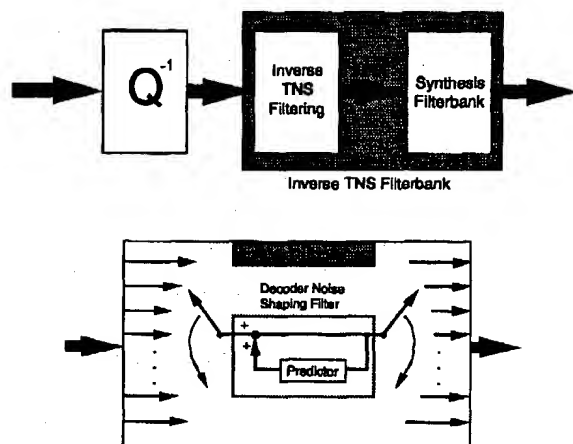 Q-1
Inverse
TNS
Filtering
Synthesis
Filterbank
Inverse TNS Filterbank
Decoder Noise
Shaping Filter
+
+
Predictor